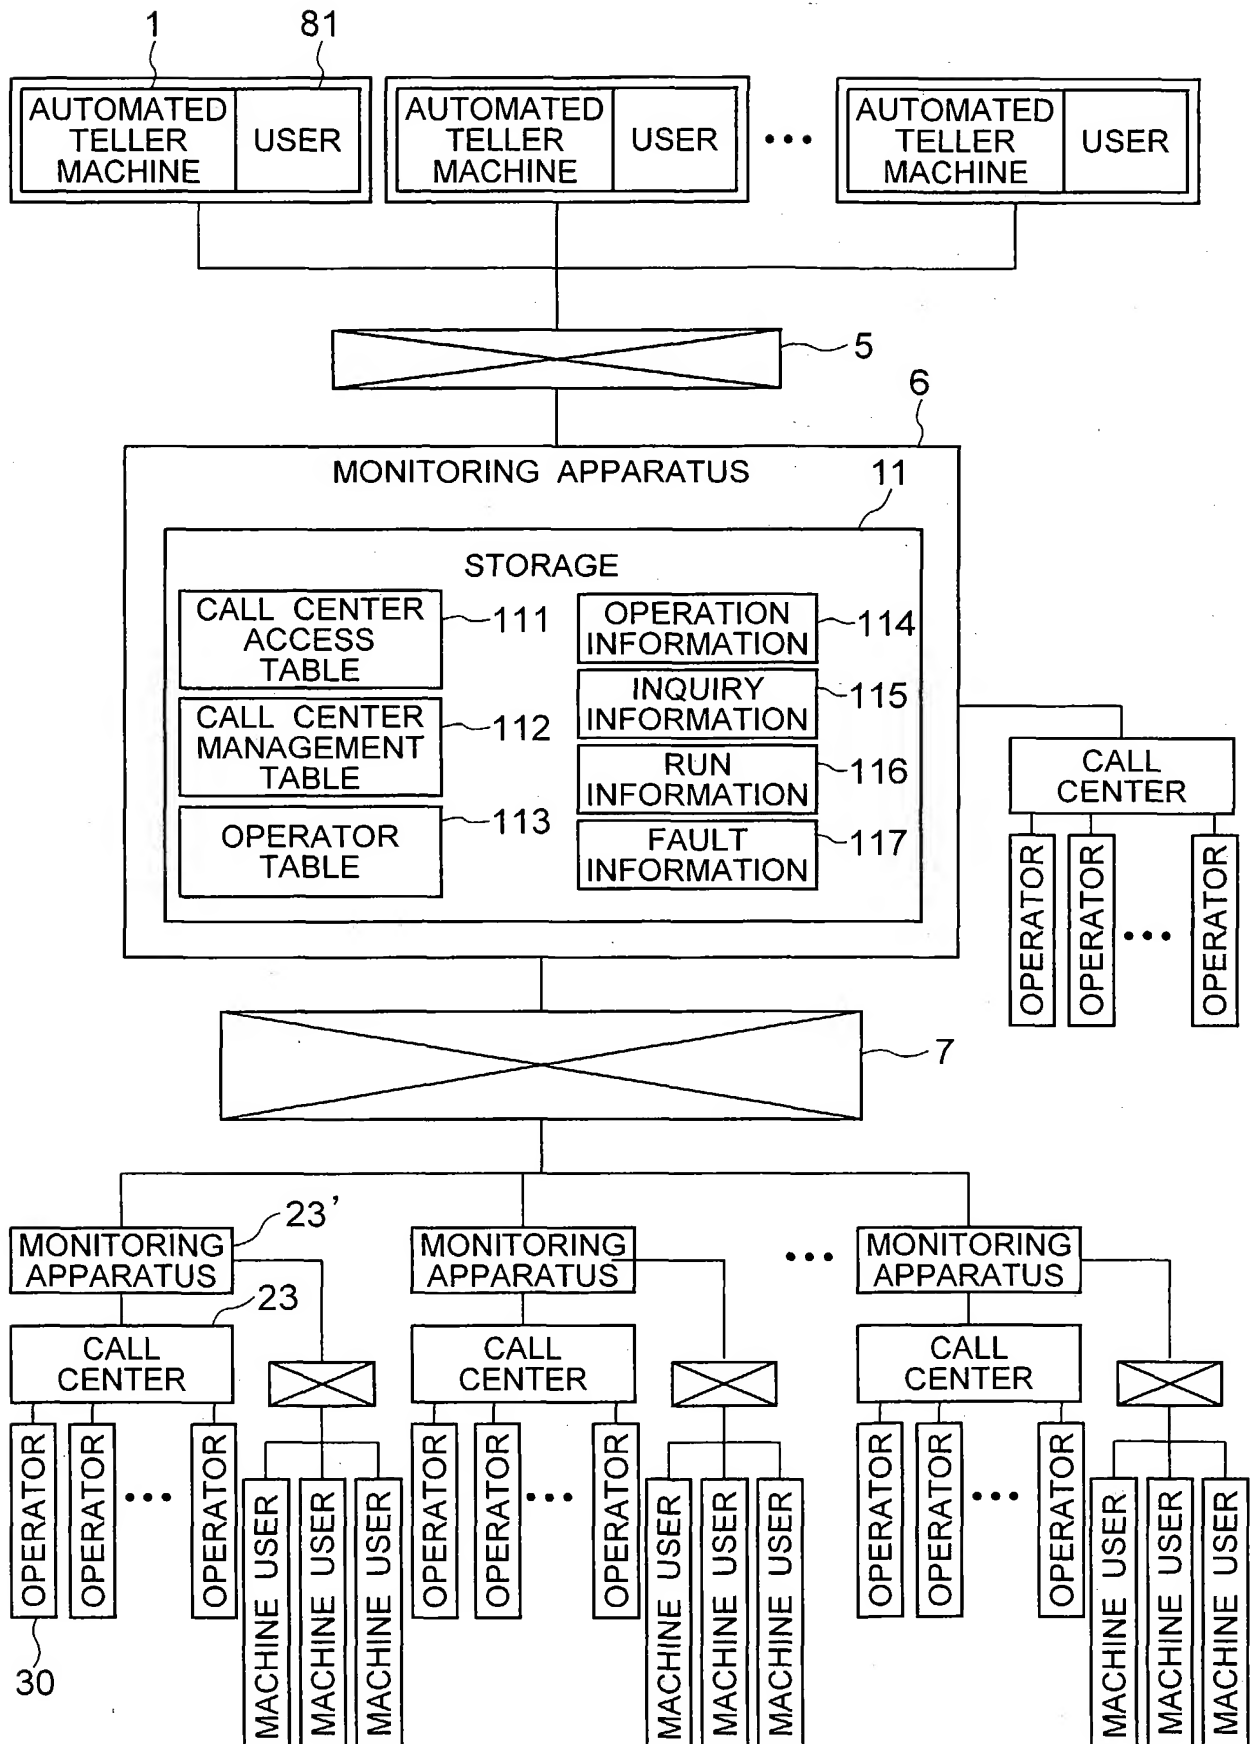 1
81
AUTOMATED
TELLER
MACHINE
USER
AUTOMATED
TELLER
MACHINE
USER
AUTOMATED
TELLER
MACHINE
USER
5
6
MONITORING APPARATUS
11
STORAGE
CALL CENTER
ACCESS
TABLE
111
CALL CENTER
MANAGEMENT
TABLE
112
OPERATOR
TABLE
113
OPERATION
INFORMATION
114
INQUIRY
INFORMATION
115
RUN
INFORMATION
116
FAULT
INFORMATION
117
CALL
CENTER
OPERATOR
OPERATOR
OPERATOR
7
23'
MONITORING
APPARATUS
23
CALL
CENTER
OPERATOR
OPERATOR
OPERATOR
30
MACHINE USER
MACHINE USER
MACHINE USER
MONITORING
APPARATUS
CALL
CENTER
OPERATOR
OPERATOR
OPERATOR
MACHINE USER
MACHINE USER
MACHINE USER
MONITORING
APPARATUS
CALL
CENTER
OPERATOR
OPERATOR
OPERATOR
MACHINE USER
MACHINE USER
MACHINE USER